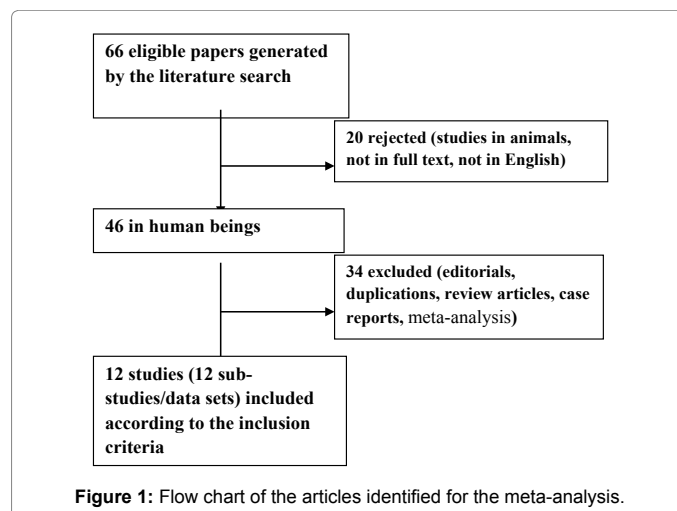 66 eligible papers generated
by the literature search
20 rejected (studies in animals,
not in full text, not in English)
46 in human beings
34 excluded (editorials,
duplications, review articles, case
reports, meta-analysis)
12 studies (12 sub-
studies/data sets) included
according to the inclusion
criteria
Figure 1: Flow chart of the articles identified for the meta-analysis.